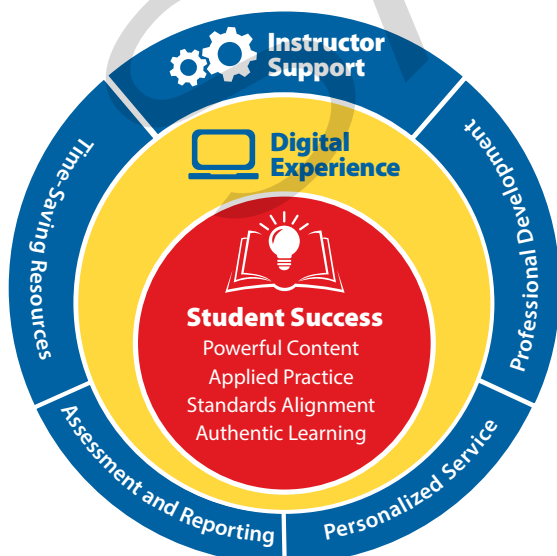 Instructor
Support
Time-Saving Resources
Professional Development
Digital
Experience
Student Success
Powerful Content
Applied Practice
Standards Alignment
Authentic Learning
Assessment and Reporting
Personalized Service